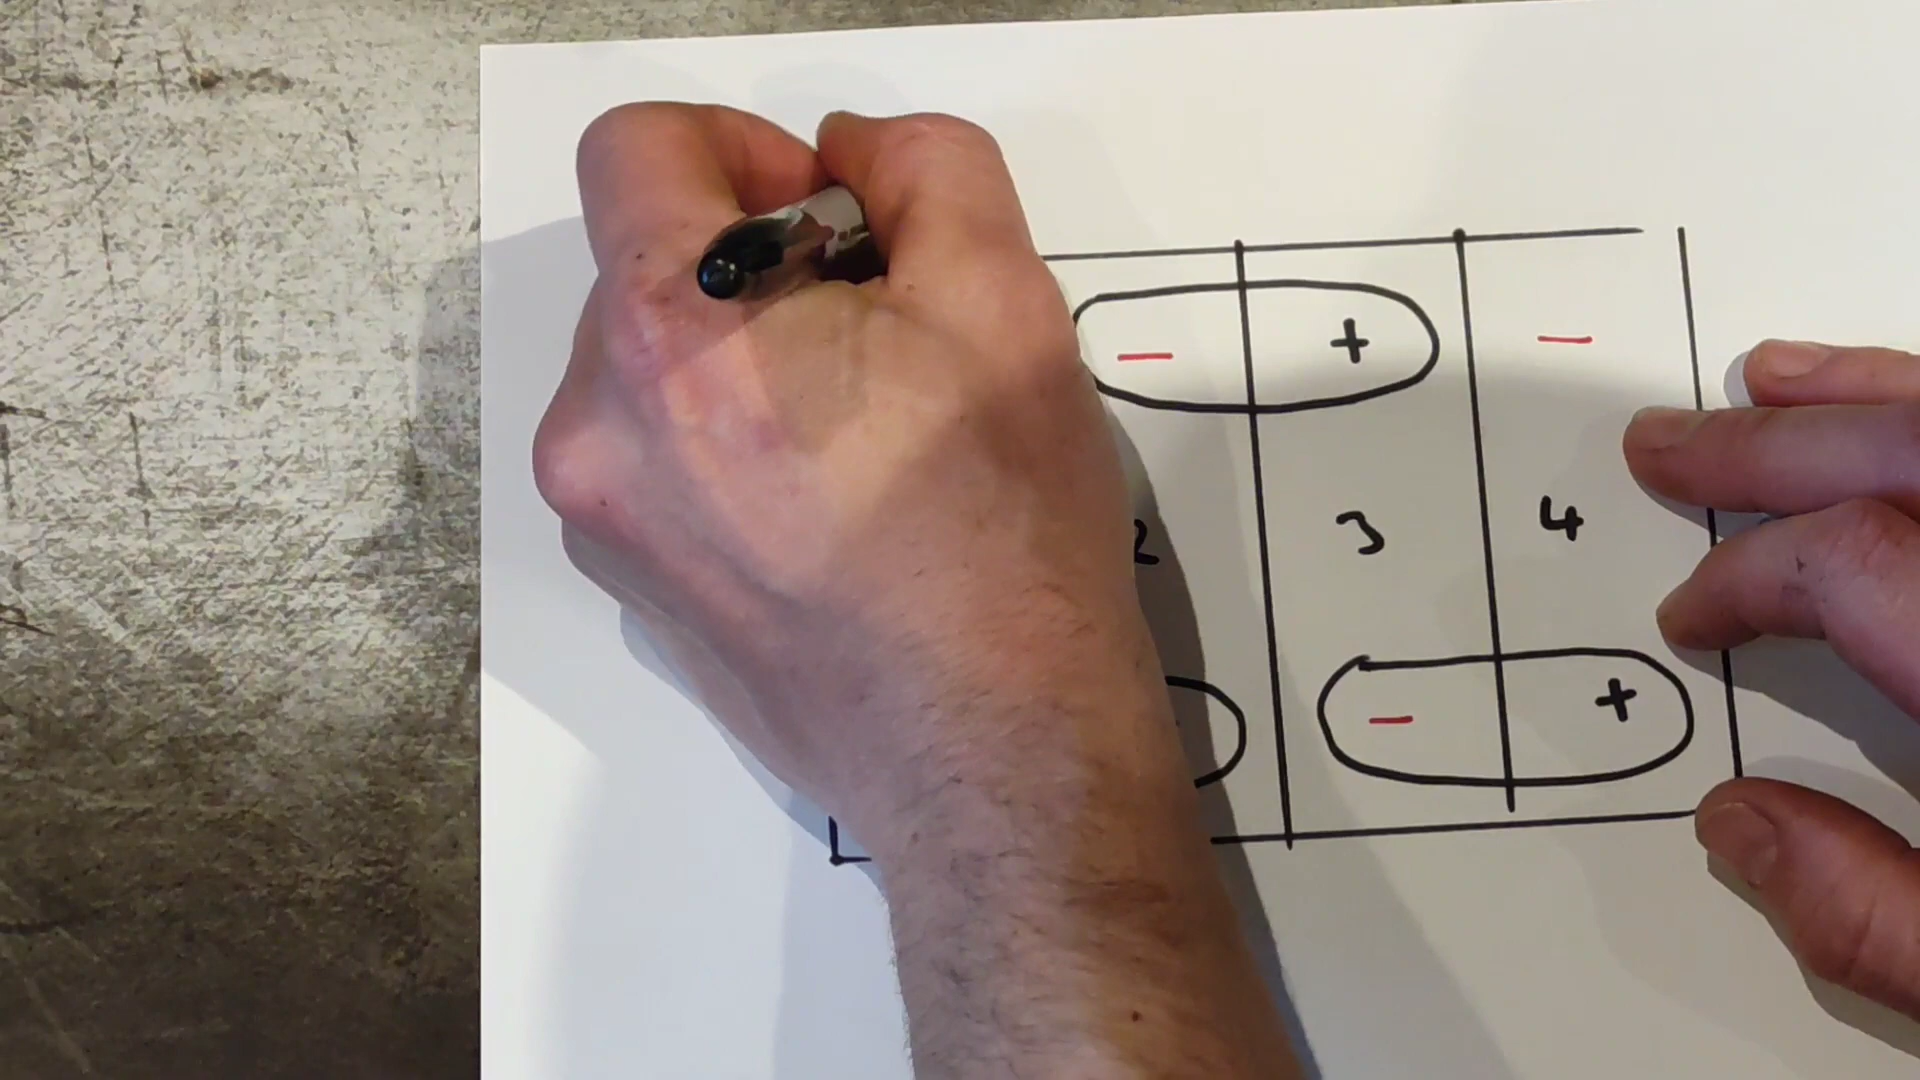 — + —
2 3 4
— +